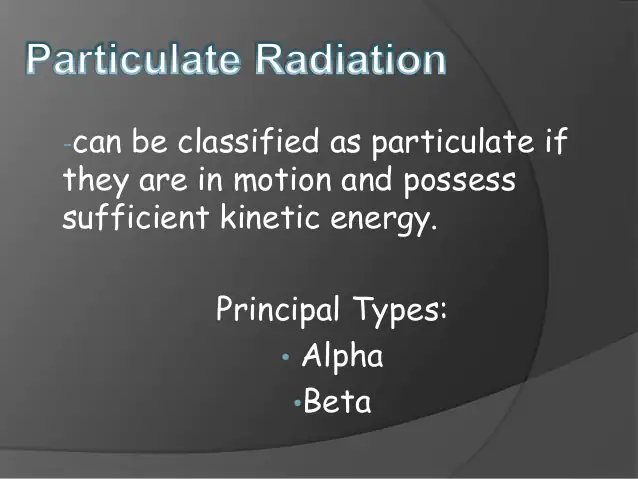 Particulate Radiation
-can be classified as particulate if
they are in motion and possess
sufficient kinetic energy.
Principal Types:
• Alpha
•Beta